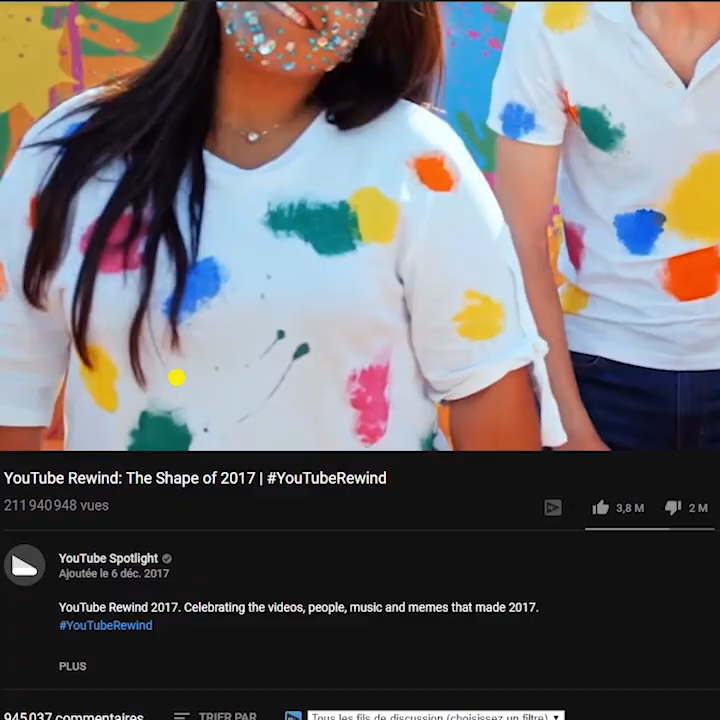 YouTube Rewind: The Shape of 2017 | #YouTubeRewind
211 940 948 vues
3,8 M
2 M
YouTube Spotlight
Ajoutée le 6 déc. 2017
YouTube Rewind 2017. Celebrating the videos, people, music and memes that made 2017.
#YouTubeRewind
PLUS
945 037 commentaires
TRIER PAR
Tous les fils de discussion (choisissez un filtre)